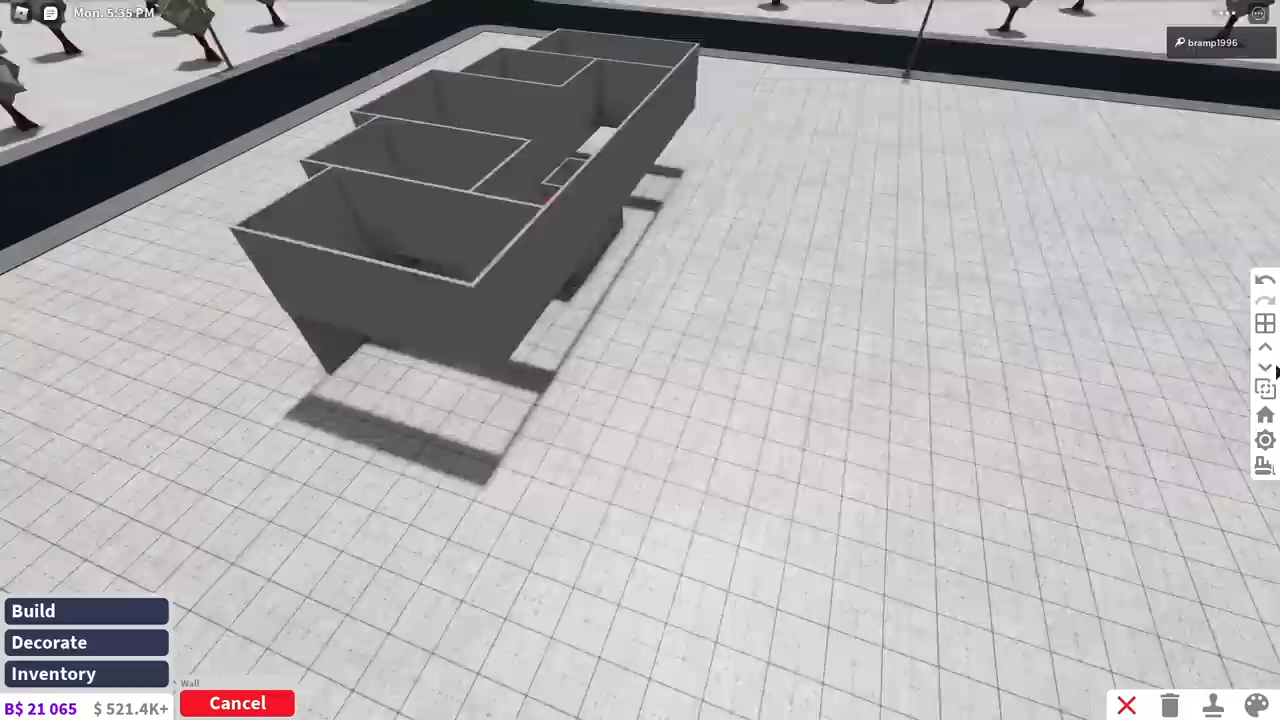 Mon. 5:35 PM
bramp1996
Build
Decorate
Inventory
Wall
B$ 21 065 $ 521.4K+
Cancel